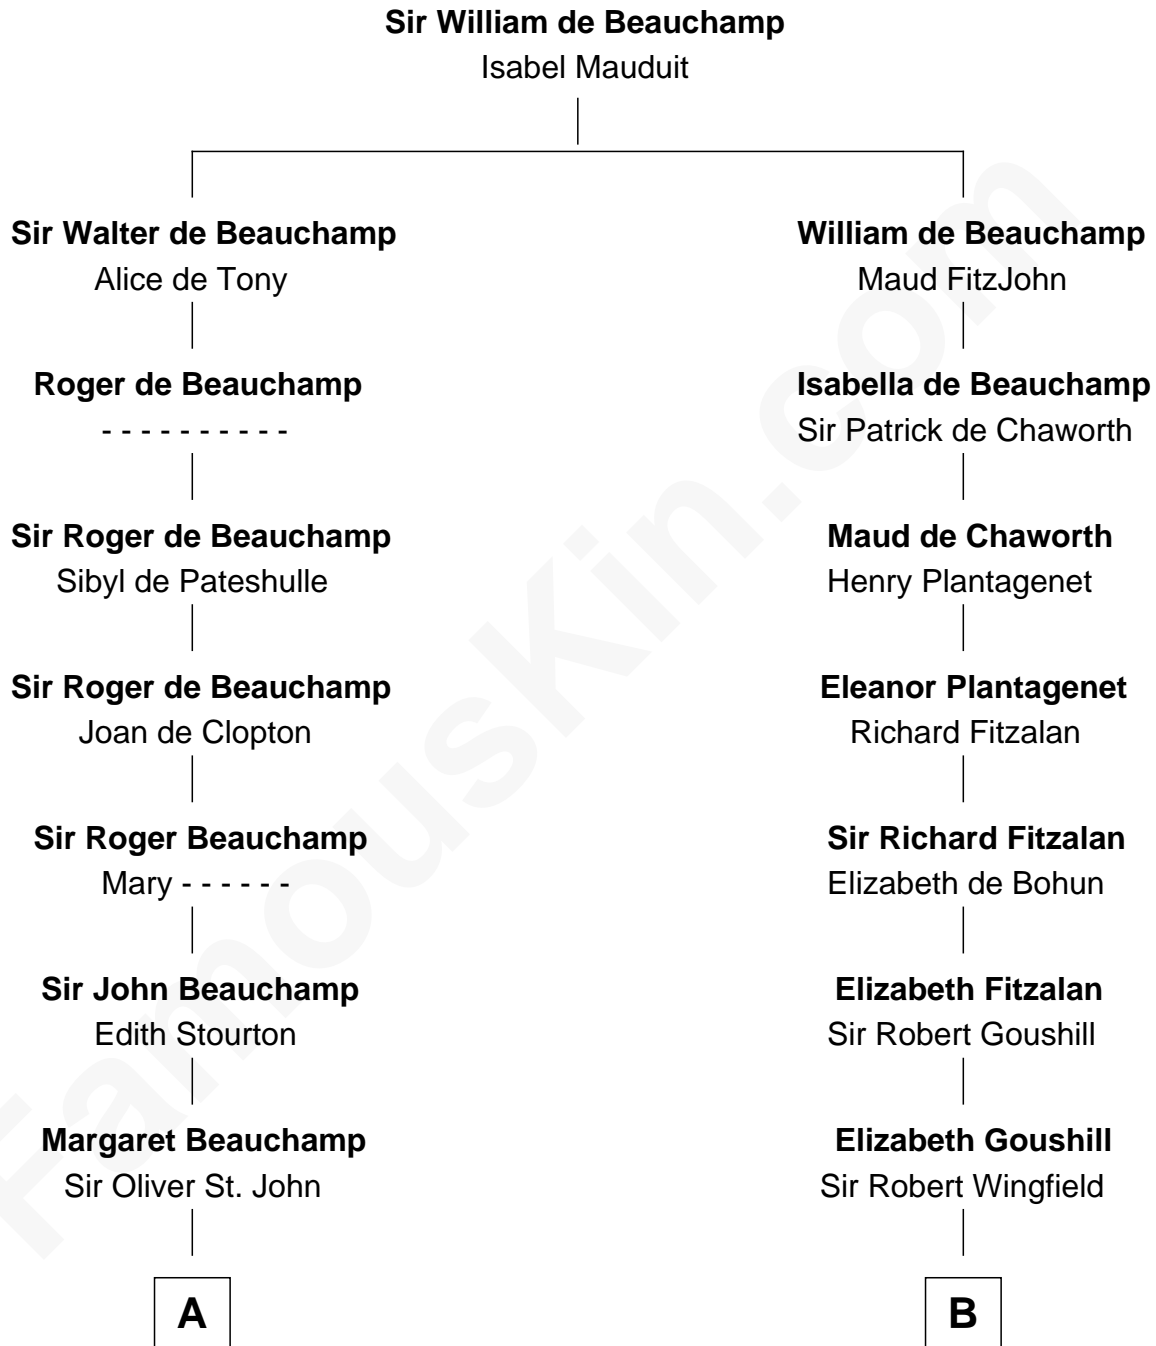 Sir William de Beauchamp
Isabel Mauduit
Sir Walter de Beauchamp
Alice de Tony
William de Beauchamp
Maud FitzJohn
Roger de Beauchamp
- - - - - - - - - -
Isabella de Beauchamp
Sir Patrick de Chaworth
Sir Roger de Beauchamp
Sibyl de Pateshulle
Maud de Chaworth
Henry Plantagenet
Sir Roger de Beauchamp
Joan de Clopton
Eleanor Plantagenet
Richard Fitzalan
Sir Roger Beauchamp
Mary - - - - - -
Sir Richard Fitzalan
Elizabeth de Bohun
Sir John Beauchamp
Edith Stourton
Elizabeth Fitzalan
Sir Robert Goushill
Margaret Beauchamp
Sir Oliver St. John
Elizabeth Goushill
Sir Robert Wingfield
A
B
FamousKin.com